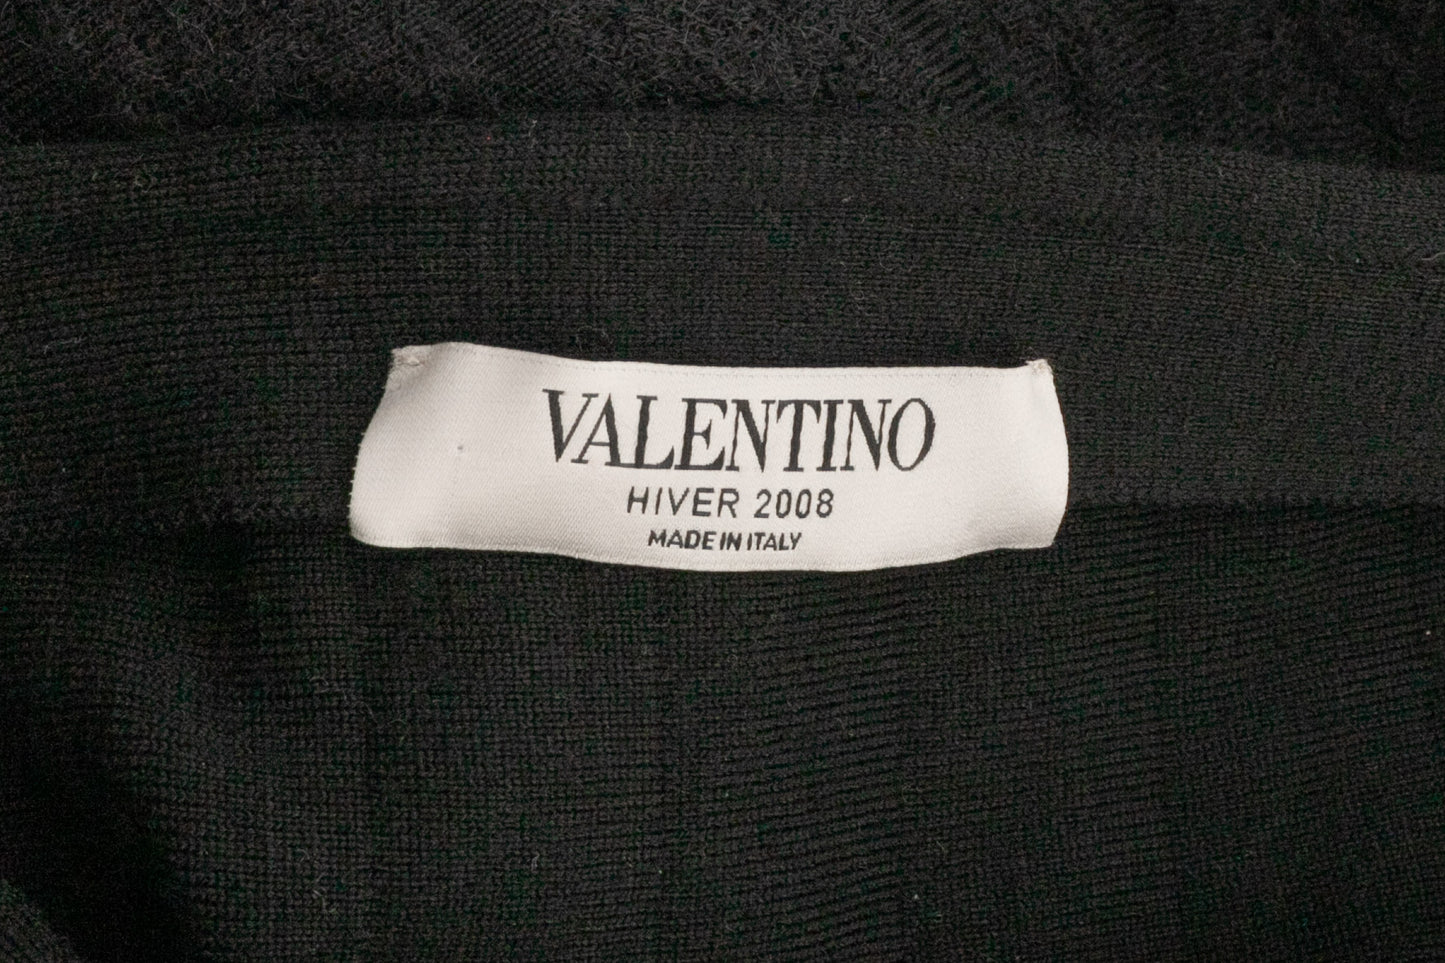 VALENTINO
HIVER 2008
MADE IN ITALY